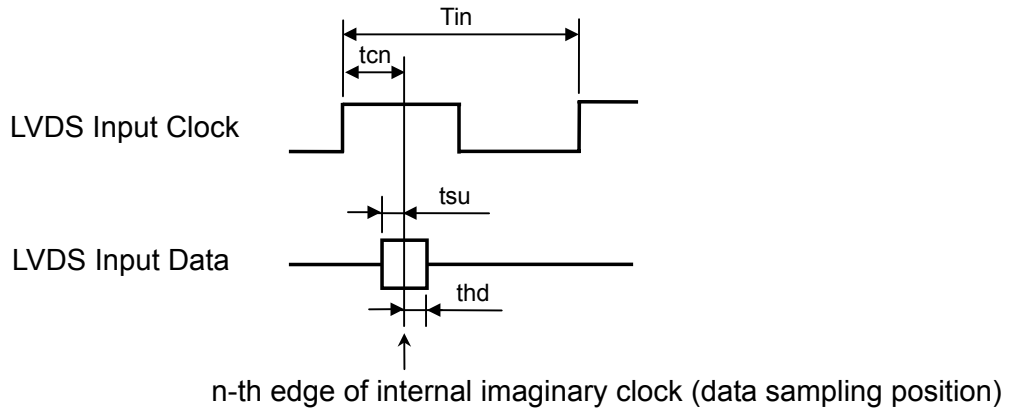 Tin
tcn
LVDS Input Clock
tsu
LVDS Input Data
thd
n-th edge of internal imaginary clock (data sampling position)